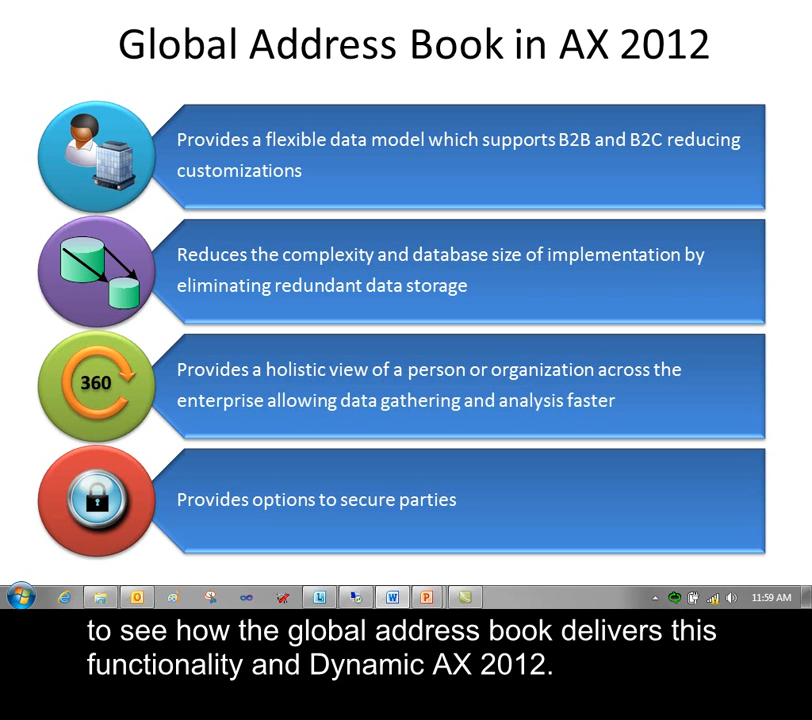 Global Address Book in AX 2012
Provides a flexible data model which supports B2B and B2C reducing
customizations
Reduces the complexity and database size of implementation by
eliminating redundant data storage
360
Provides a holistic view of a person or organization across the
enterprise allowing data gathering and analysis faster
Provides options to secure parties
11:59 AM
to see how the global address book delivers this
functionality and Dynamic AX 2012.